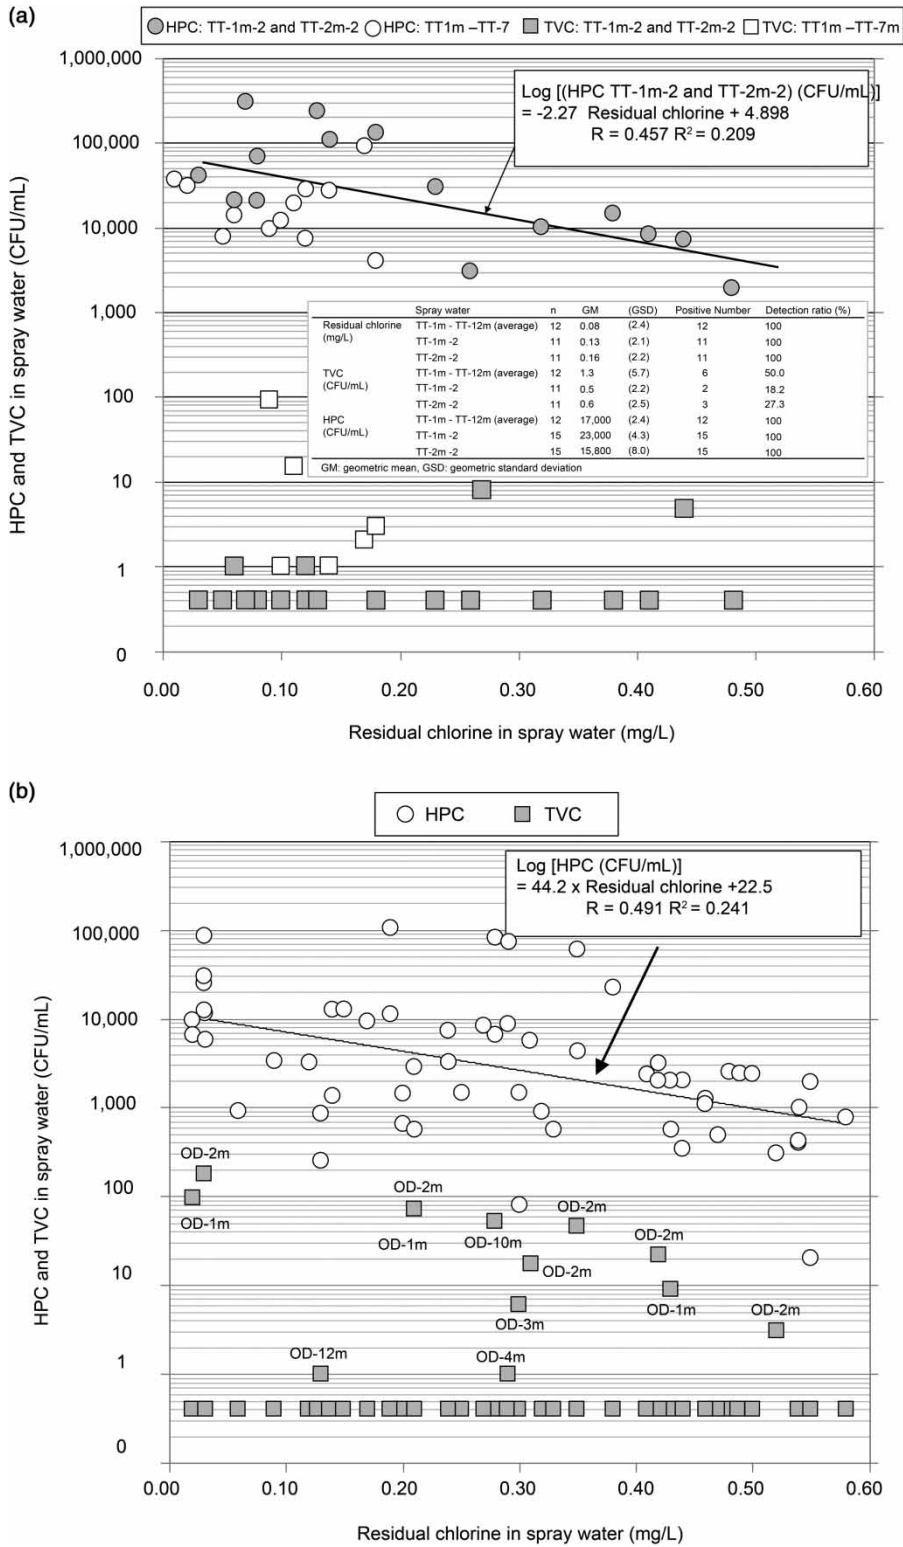 (a)
HPC: TT-1m-2 and TT-2m-2 HPC: TT1m –TT-7 TVC: TT-1m-2 and TT-2m-2 TVC: TT1m –TT-7m
1,000,000
100,000
10,000
1,000
100
10
1
0
HPC and TVC in spray water (CFU/mL)
Log [(HPC TT-1m-2 and TT-2m-2) (CFU/mL)]
= -2.27 Residual chlorine + 4.898
R = 0.457 R² = 0.209
Spray water n GM (GSD) Positive Number Detection ratio (%)
Residual chlorine TT-1m - TT-12m (average) 12 0.08 (2.4) 12 100
(mg/L) TT-1m -2 11 0.13 (2.1) 11 100
TT-2m -2 11 0.16 (2.2) 11 100
TVC TT-1m - TT-12m (average) 12 1.3 (5.7) 6 50.0
(CFU/mL) TT-1m -2 11 0.5 (2.2) 2 18.2
TT-2m -2 11 0.6 (2.5) 3 27.3
HPC TT-1m - TT-12m (average) 12 17,000 (2.4) 12 100
(CFU/mL) TT-1m -2 15 23,000 (4.3) 15 100
TT-2m -2 15 15,800 (8.0) 15 100
GM: geometric mean, GSD: geometric standard deviation
0.00 0.10 0.20 0.30 0.40 0.50 0.60
Residual chlorine in spray water (mg/L)
(b)
HPC TVC
1,000,000
100,000
10,000
1,000
100
10
1
0
HPC and TVC in spray water (CFU/mL)
Log [HPC (CFU/mL)]
= 44.2 x Residual chlorine +22.5
R = 0.491 R² = 0.241
OD-2m
OD-1m
OD-2m
OD-1m
OD-10m
OD-2m
OD-2m
OD-2m
OD-1m
OD-2m
OD-3m
OD-12m
OD-4m
0.00 0.10 0.20 0.30 0.40 0.50 0.60
Residual chlorine in spray water (mg/L)